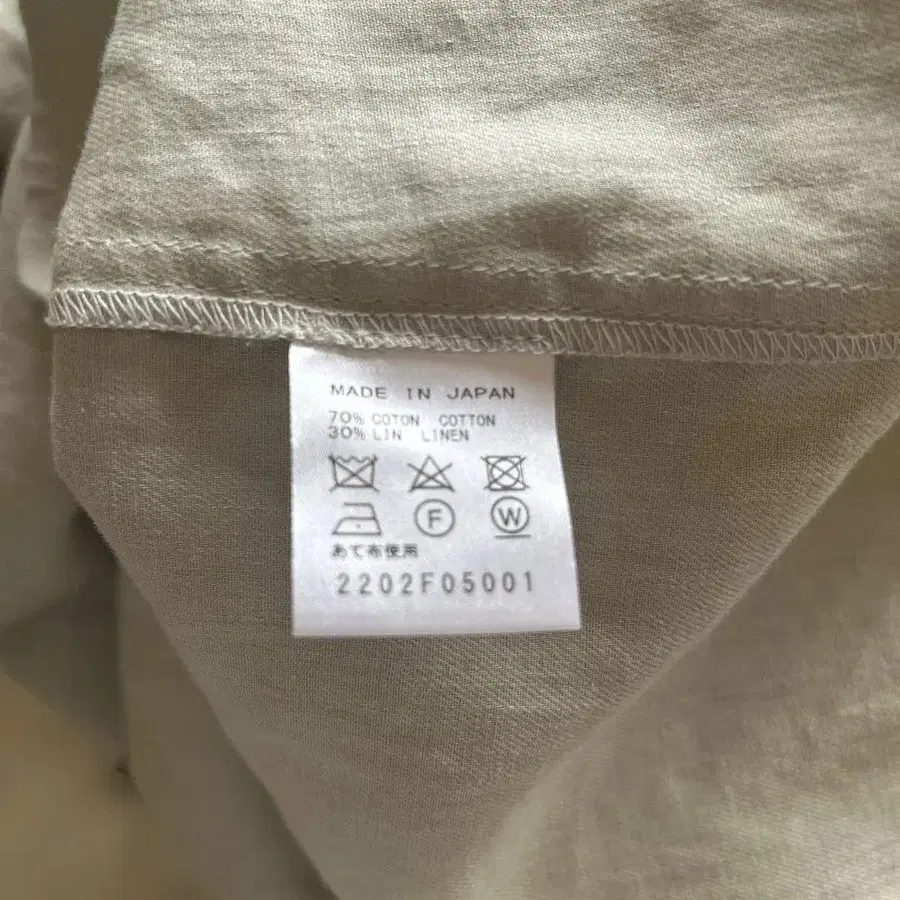 MADE IN JAPAN
70% COTON COTTON
30% LIN LINEN
F W
あて布使用
2202F05001